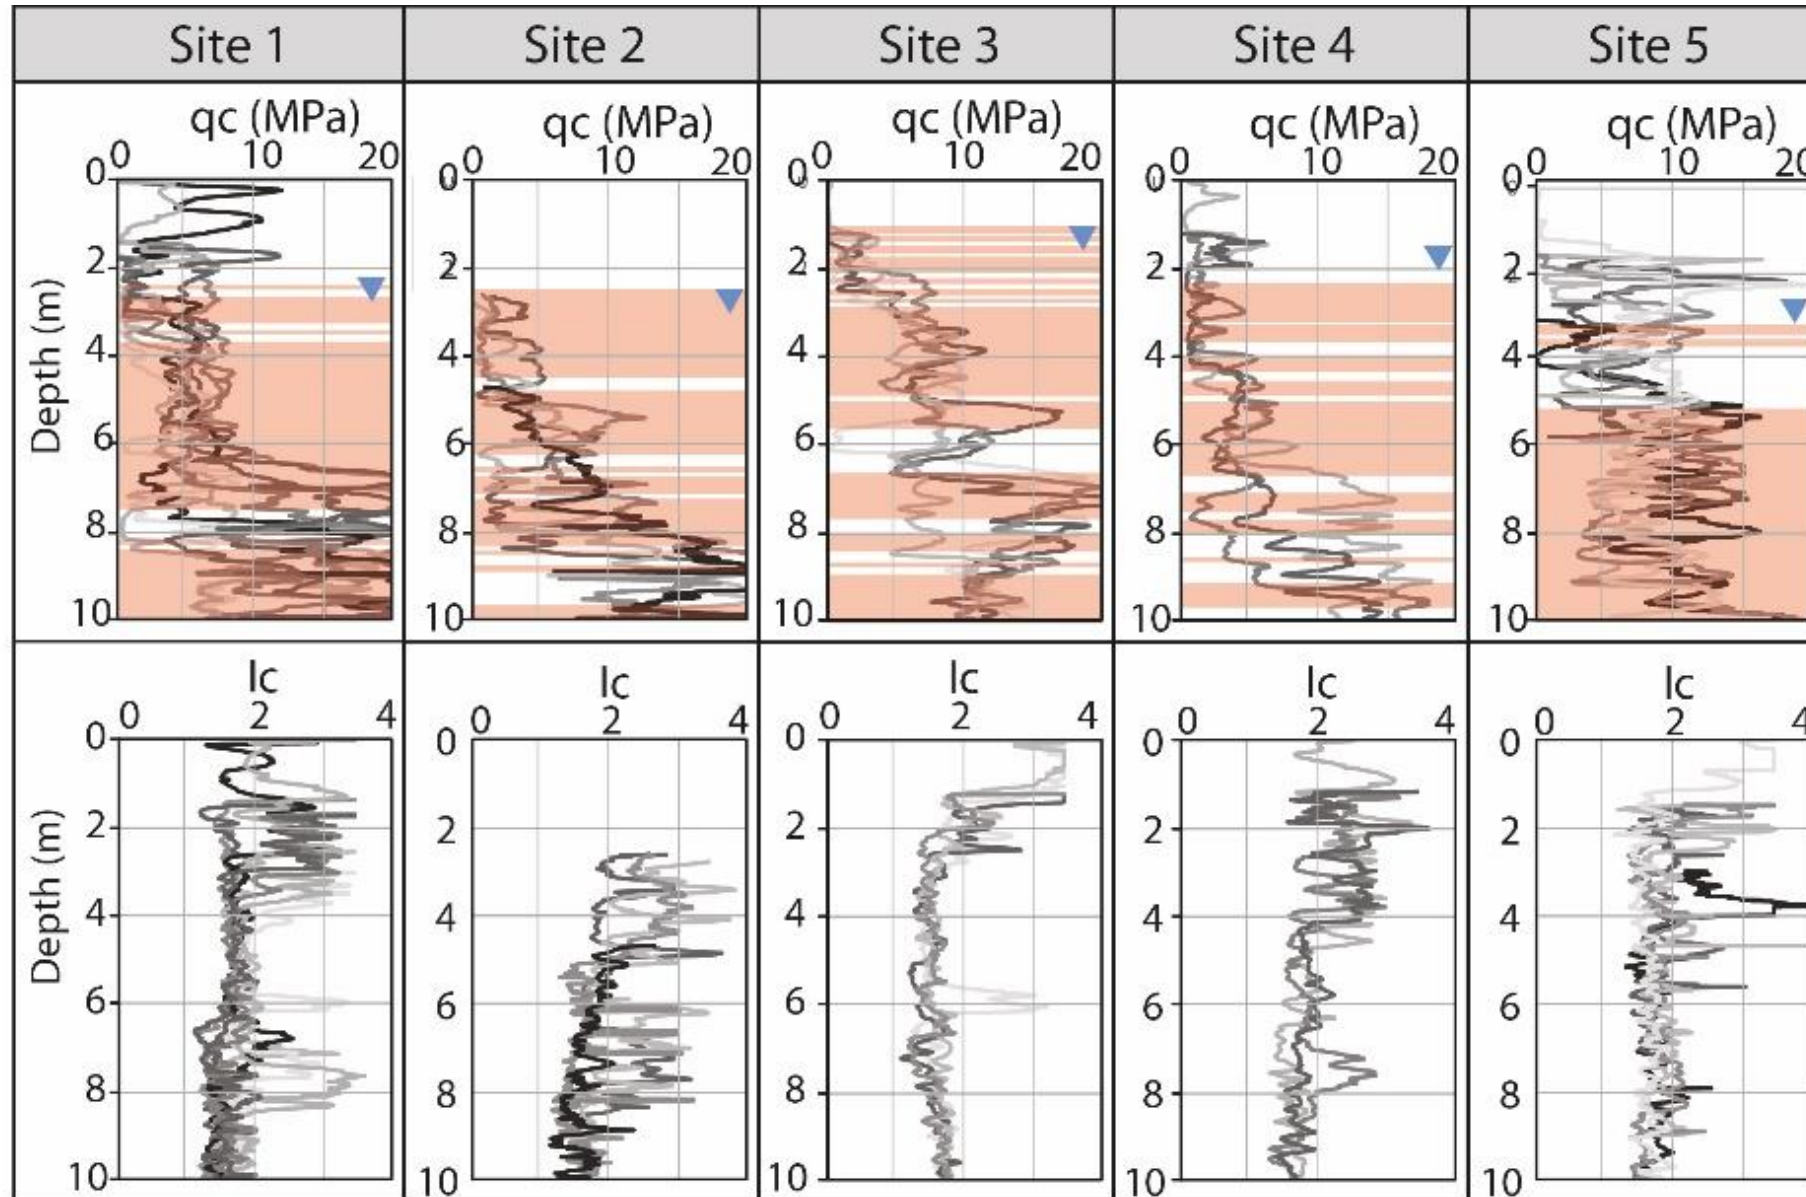 Site 1 Site 2 Site 3 Site 4 Site 5
qc (MPa) qc (MPa) qc (MPa) qc (MPa) qc (MPa)
0 10 20 0 10 20 0 10 20 0 10 20 0 10 20
0 0 0 0 0
2 2 2 2 2
4 4 4 4 4
Depth (m)
6 6 6 6 6
8 8 8 8 8
10 10 10 10 10
Ic Ic Ic Ic Ic
0 2 4 0 2 4 0 2 4 0 2 4 0 2 4
0 0 0 0 0
2 2 2 2 2
4 4 4 4 4
Depth (m)
6 6 6 6 6
8 8 8 8 8
10 10 10 10 10